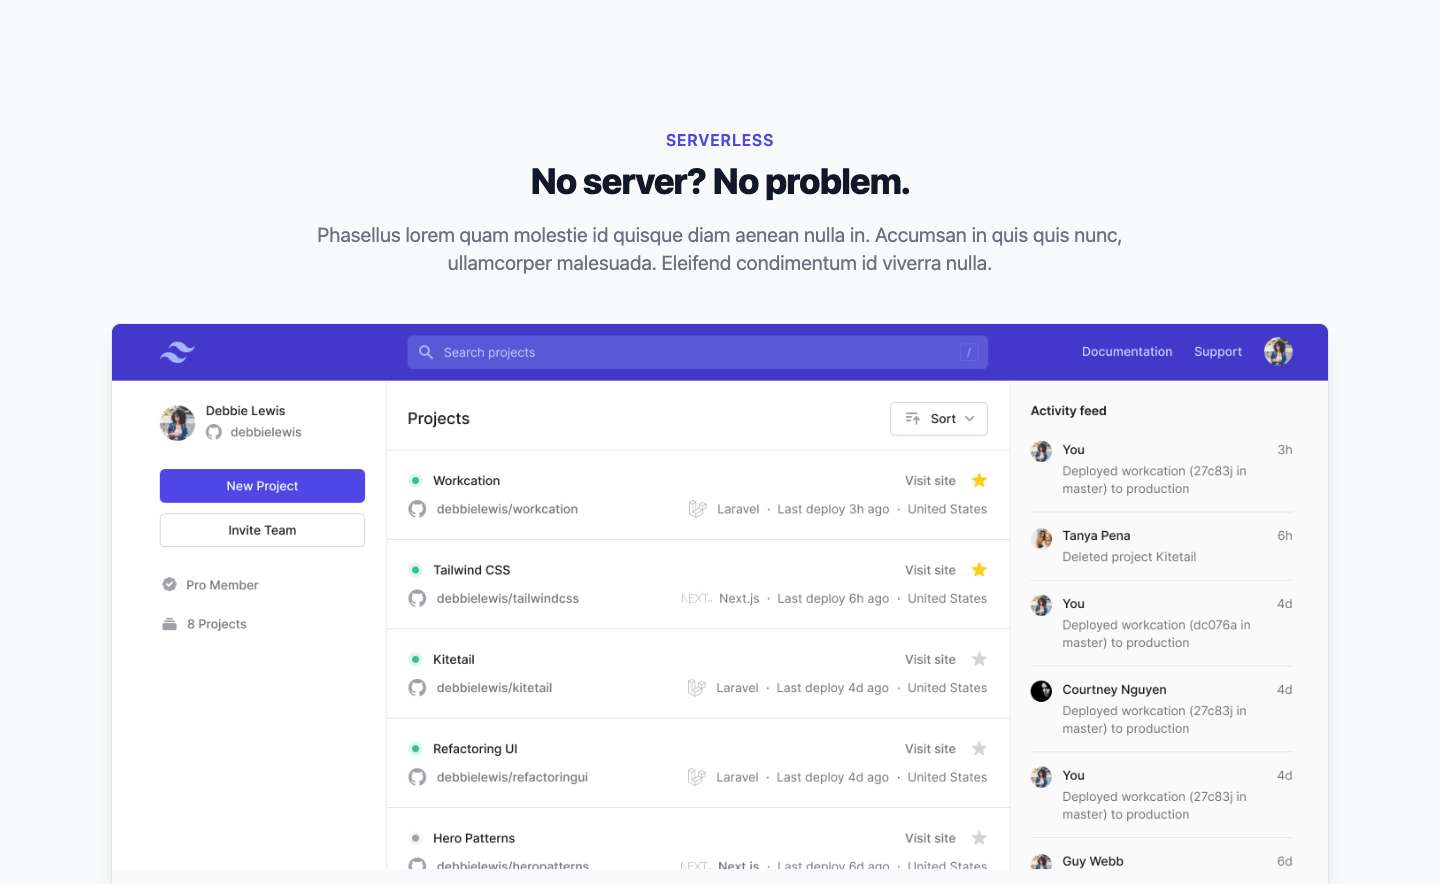 SERVERLESS
No server? No problem.
Phasellus lorem quam molestie id quisque diam aenean nulla in. Accumsan in quis quis nunc,
ullamcorper malesuada. Eleifend condimentum id viverra nulla.
Search projects /
Documentation Support
Debbie Lewis
debbielewis
New Project
Invite Team
Pro Member
8 Projects
Projects Sort
Workcation Visit site
debbielewis/workcation Laravel · Last deploy 3h ago · United States
Tailwind CSS Visit site
debbielewis/tailwindcss NEXT.JS Next.js · Last deploy 6h ago · United States
Kitetail Visit site
debbielewis/kitetail Laravel · Last deploy 4d ago · United States
Refactoring UI Visit site
debbielewis/refactoringui Laravel · Last deploy 4d ago · United States
Hero Patterns Visit site
debbielewis/heropatterns NEXT.JS Next.js · Last deploy 6d ago · United States
Activity feed
You 3h
Deployed workcation (27c83j in
master) to production
Tanya Pena 6h
Deleted project Kitetail
You 4d
Deployed workcation (dc076a in
master) to production
Courtney Nguyen 4d
Deployed workcation (27c83j in
master) to production
You 4d
Deployed workcation (27c83j in
master) to production
Guy Webb 6d